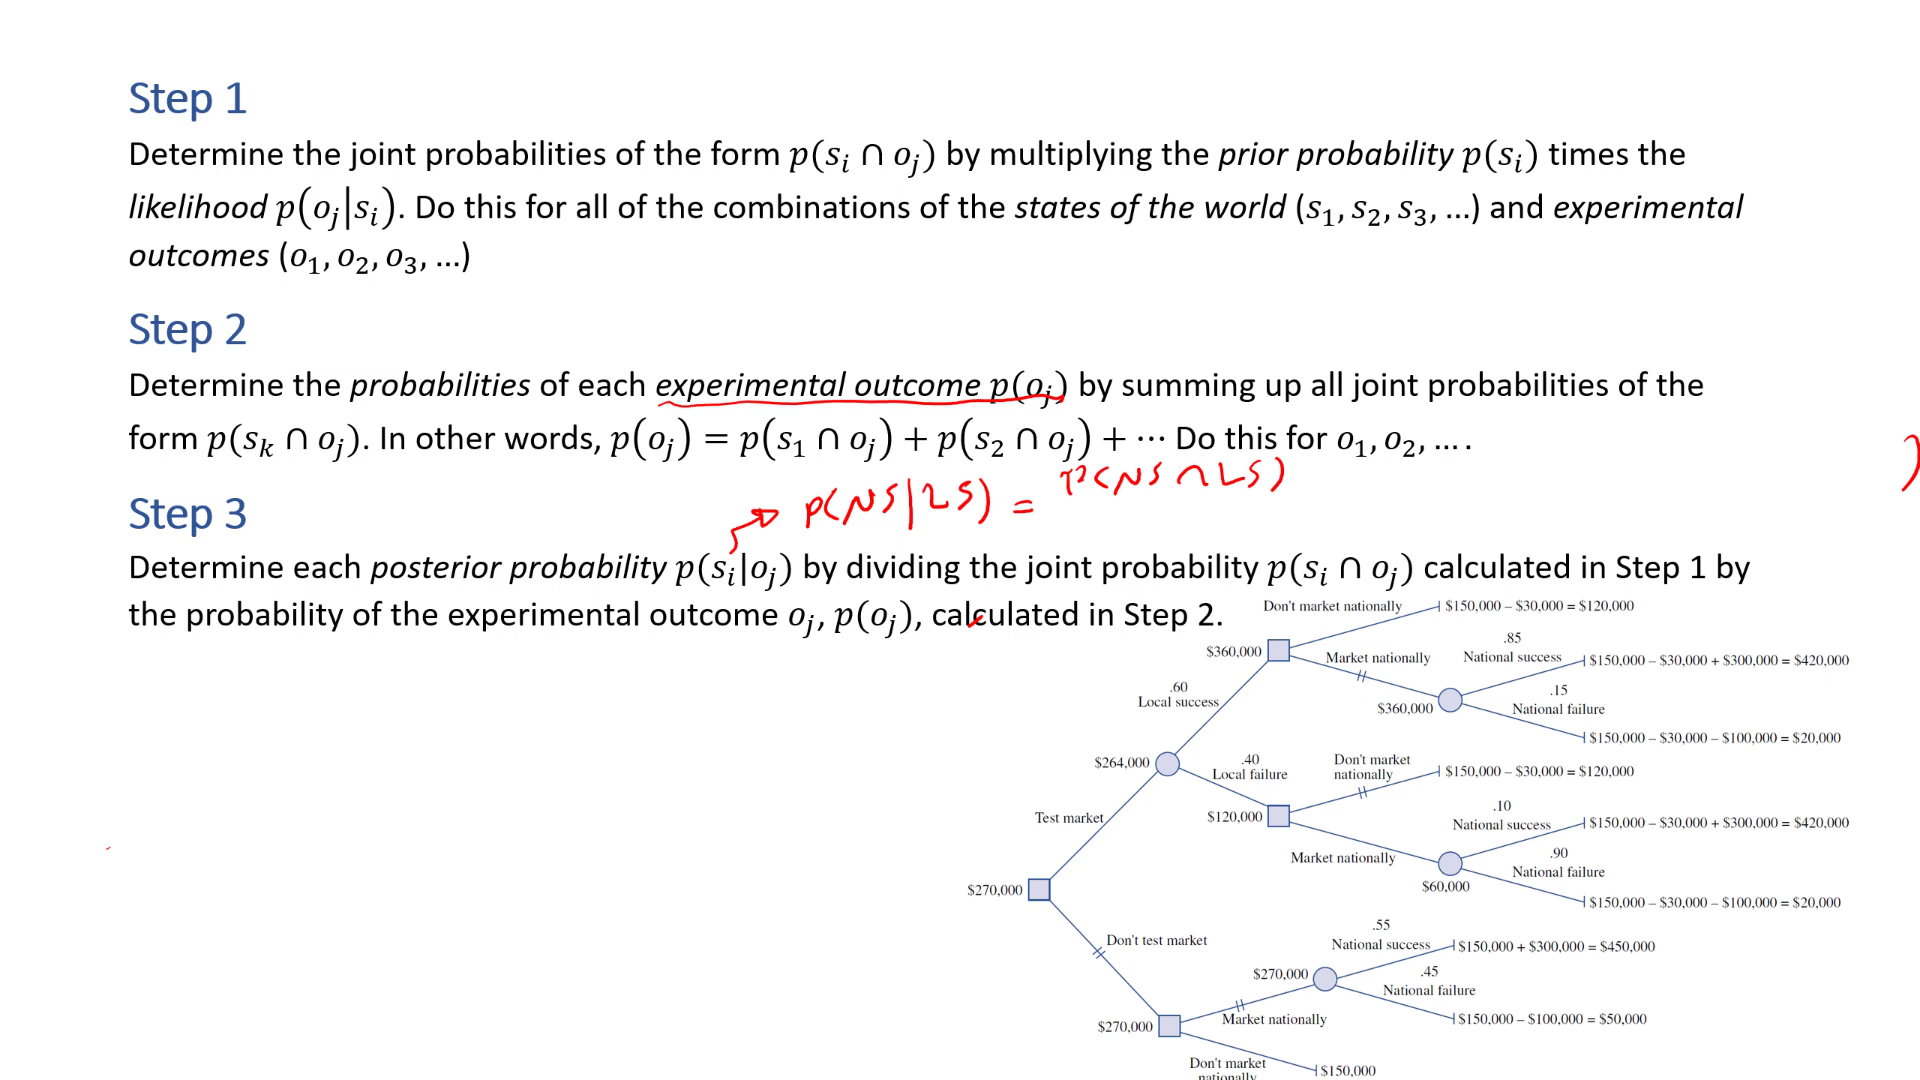 Step 1
Determine the joint probabilities of the form p(sᵢ ∩ oⱼ) by multiplying the prior probability p(sᵢ) times the
likelihood p(oⱼ|sᵢ). Do this for all of the combinations of the states of the world (s₁, s₂, s₃, ...) and experimental
outcomes (o₁, o₂, o₃, ...)
Step 2
Determine the probabilities of each experimental outcome p(oⱼ) by summing up all joint probabilities of the
form p(sₖ ∩ oⱼ). In other words, p(oⱼ) = p(s₁ ∩ oⱼ) + p(s₂ ∩ oⱼ) + ⋯ Do this for o₁, o₂, ... .
P(NS ∩ LS)
P(NS|LS) =
Step 3
Determine each posterior probability p(sᵢ|oⱼ) by dividing the joint probability p(sᵢ ∩ oⱼ) calculated in Step 1 by
the probability of the experimental outcome oⱼ, p(oⱼ), calculated in Step 2.
Don't market nationally
$150,000 – $30,000 = $120,000
$360,000
Market nationally
.85
National success
$150,000 – $30,000 + $300,000 = $420,000
.60
Local success
$360,000
.15
National failure
$150,000 – $30,000 – $100,000 = $20,000
$264,000
.40
Local failure
Don't market
nationally
$150,000 – $30,000 = $120,000
Test market
$120,000
.10
National success
$150,000 – $30,000 + $300,000 = $420,000
Market nationally
$60,000
.90
National failure
$150,000 – $30,000 – $100,000 = $20,000
$270,000
Don't test market
.55
National success
$150,000 + $300,000 = $450,000
$270,000
.45
National failure
$150,000 – $100,000 = $50,000
$270,000
Market nationally
Don't market
nationally
$150,000